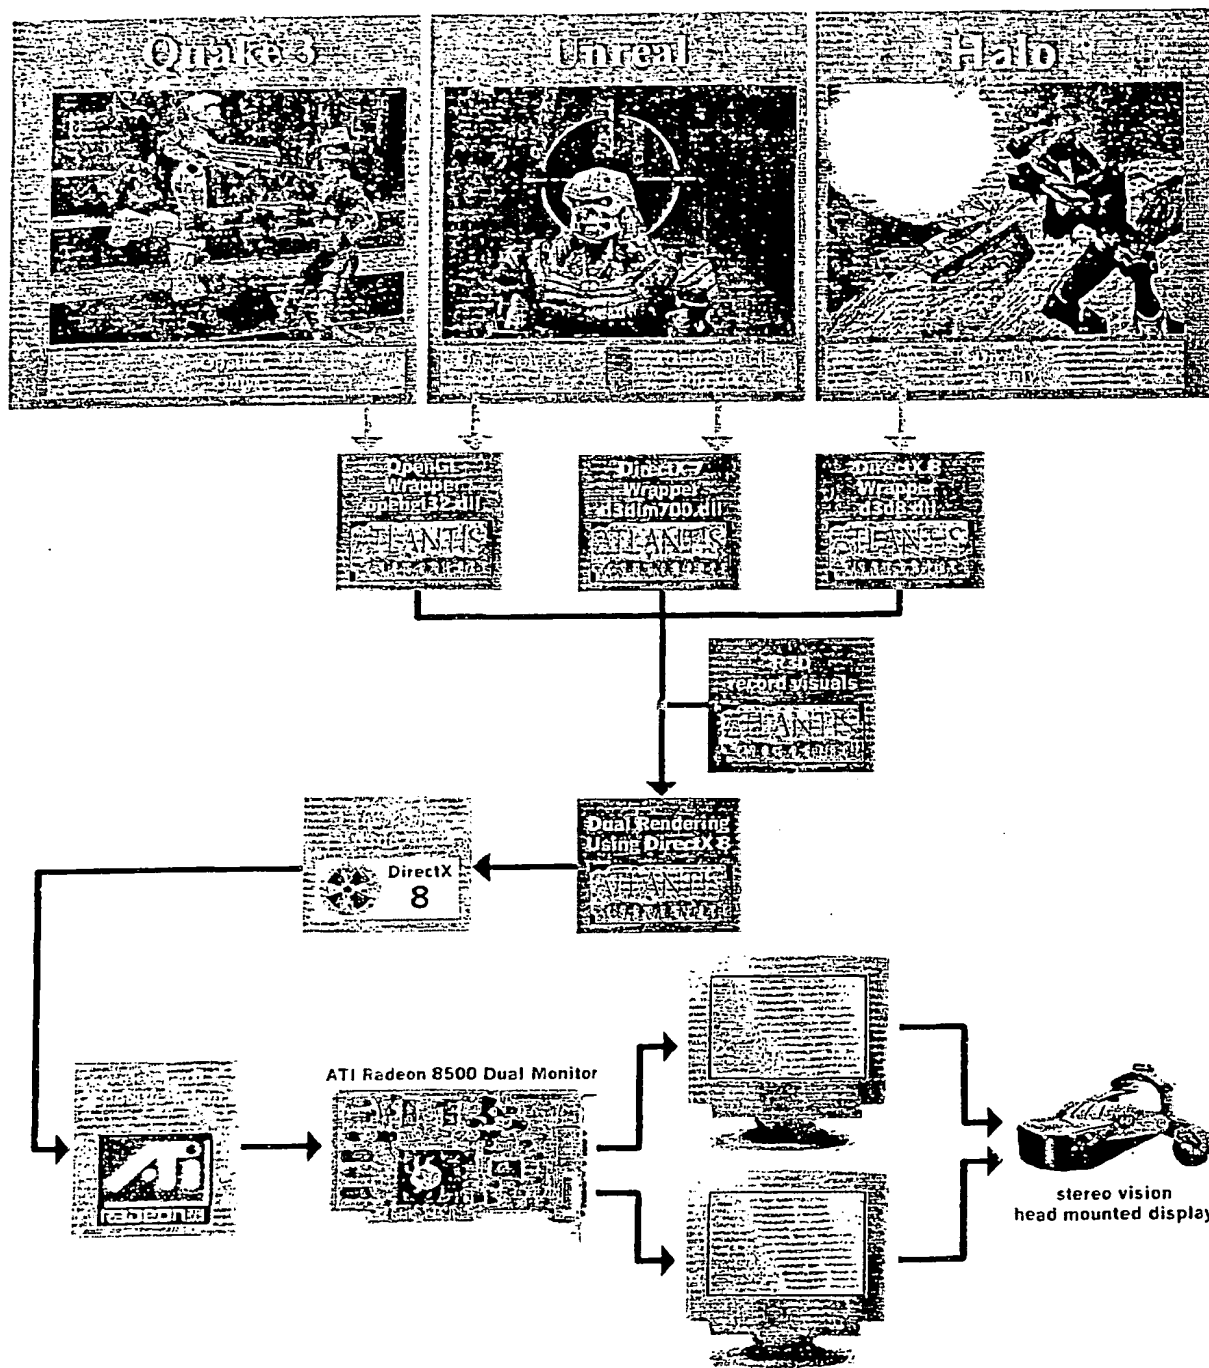 Quake 3
Unreal
Halo
OpenGL
Wrapper
opengl32.dll
ATLANTIS
DirectX 7
Wrapper
d3dim700.dll
ATLANTIS
DirectX 8
Wrapper
d3d8.dll
ATLANTIS
R3D
record visuals
ATLANTIS
Dual Rendering
Using DirectX 8
ATLANTIS
DirectX
8
ATI Radeon 8500 Dual Monitor
ATi
RADEON
stereo vision
head mounted display